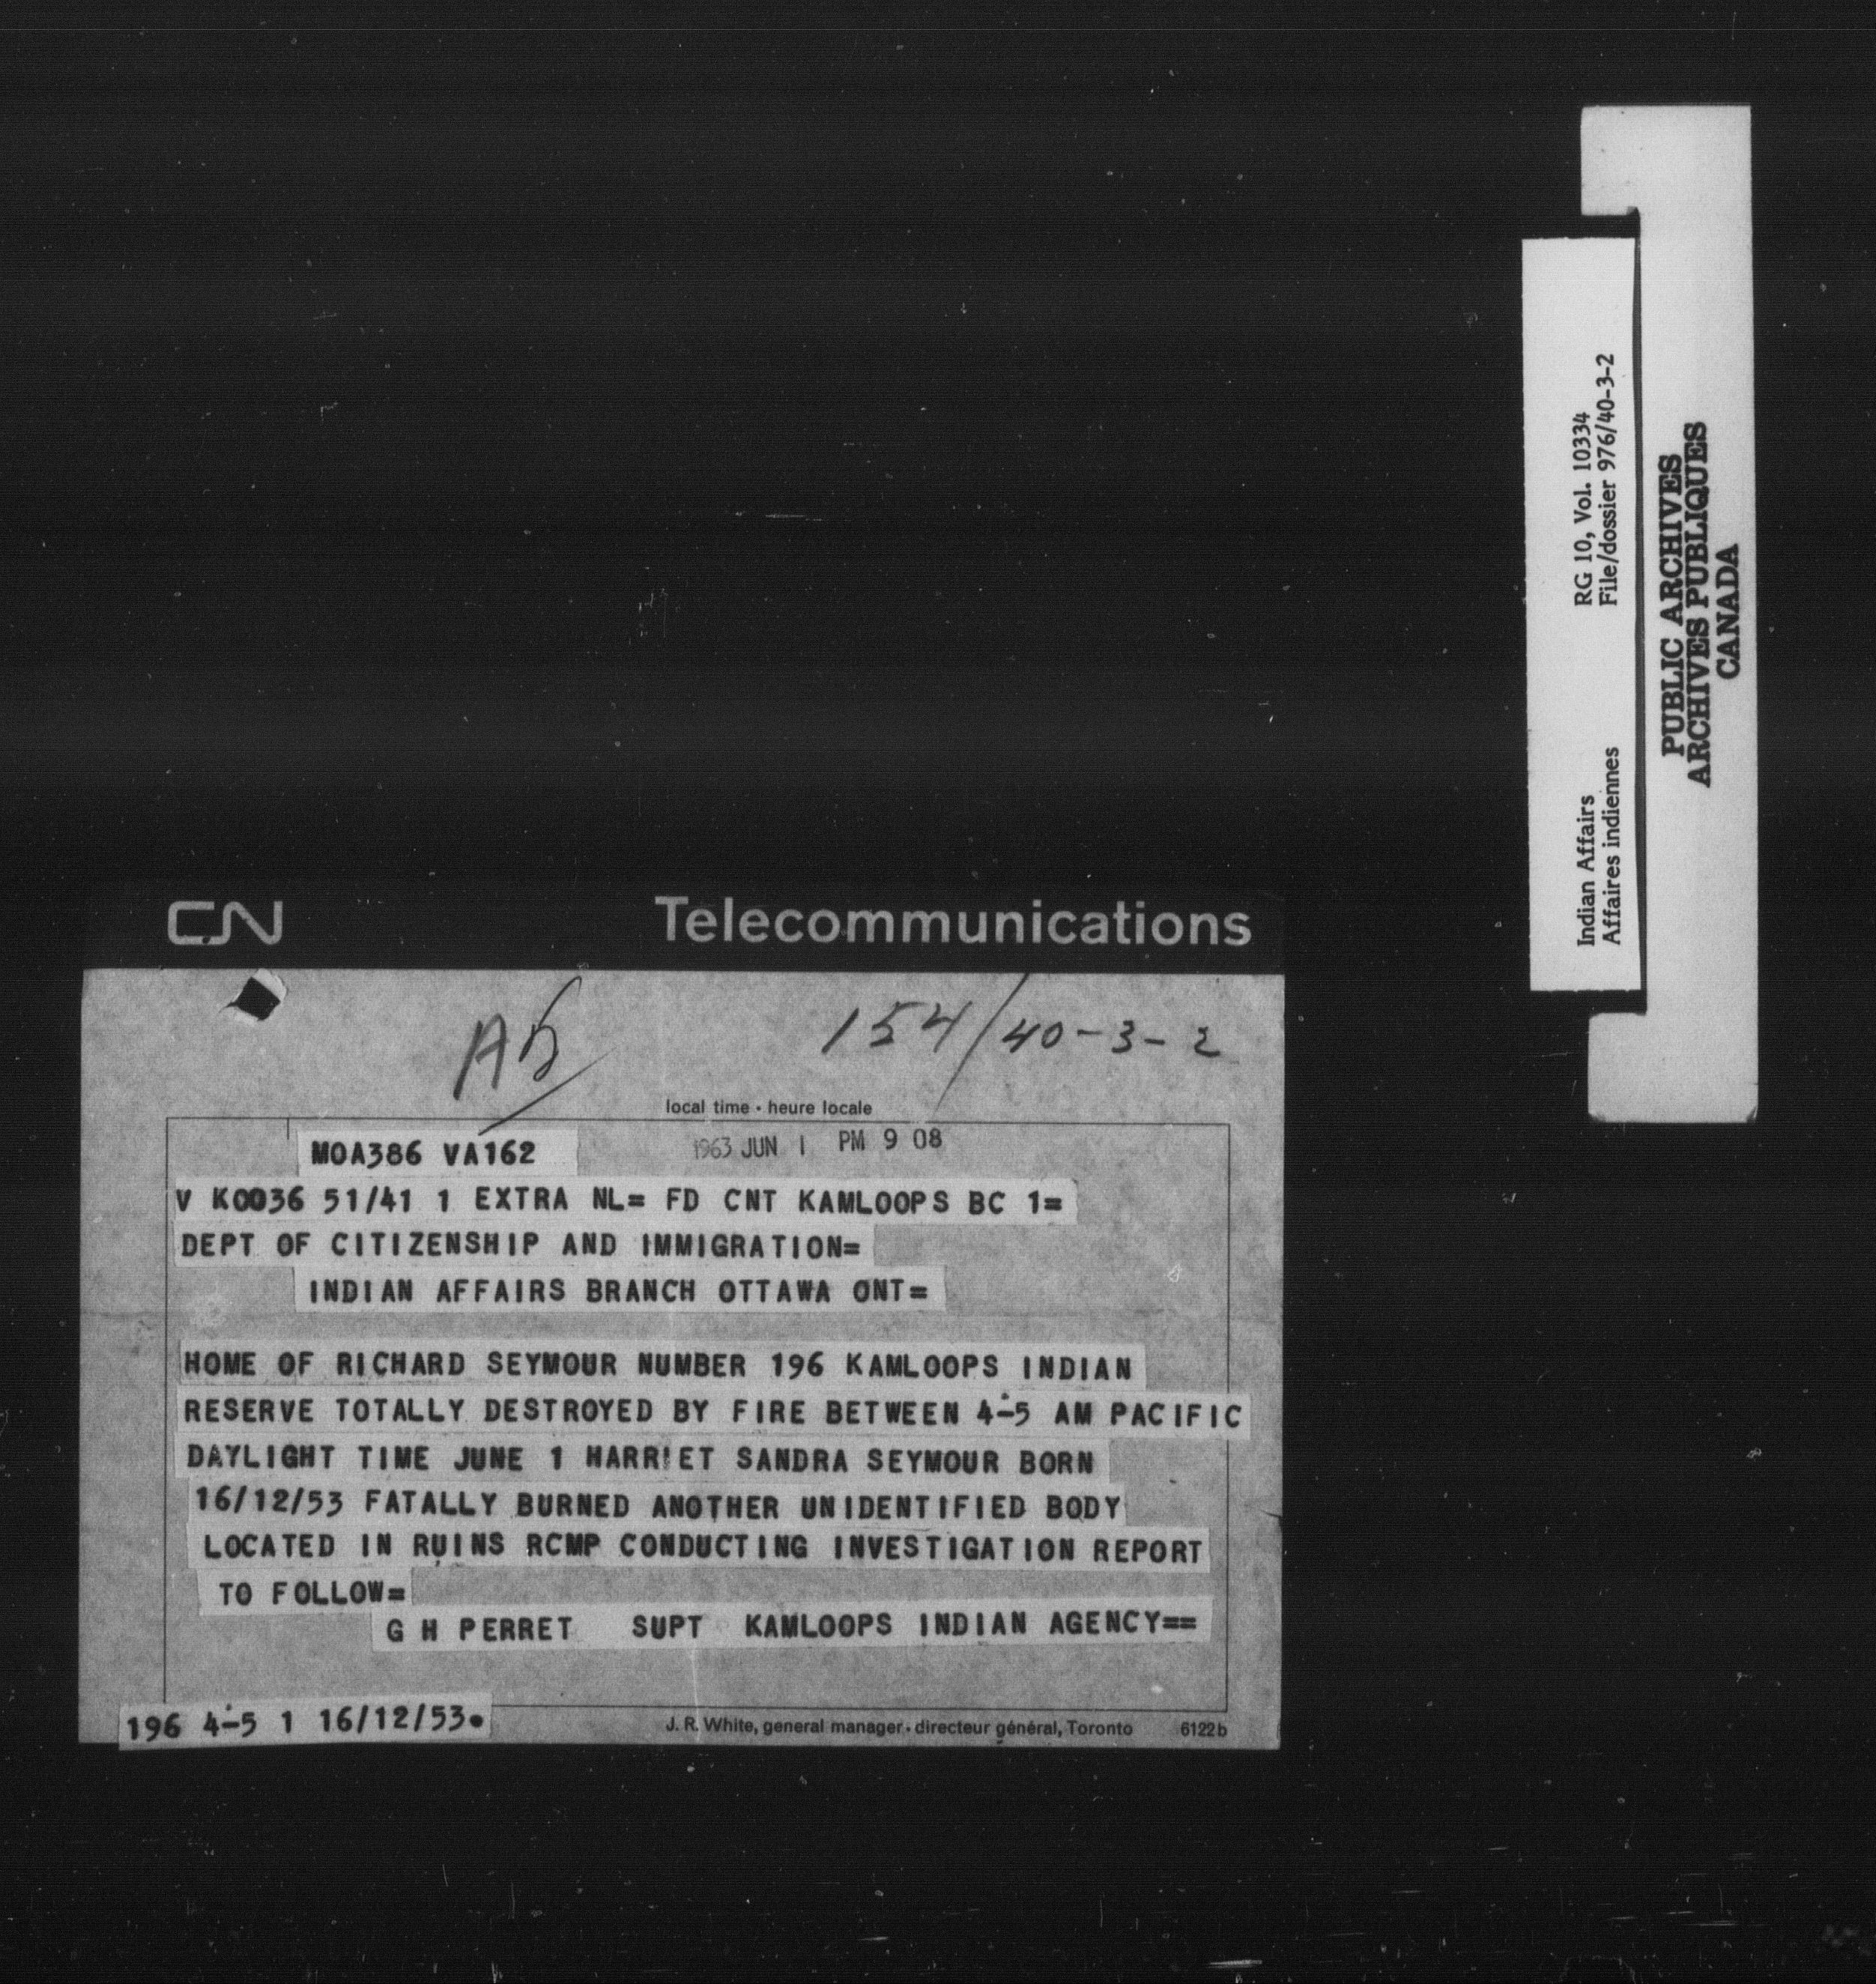 CN Telecommunications
154/40-3-2
local time • heure locale
MOA386 VA162 1963 JUN 1 PM 9 08
V K0036 51/41 1 EXTRA NL= FD CNT KAMLOOPS BC 1=
DEPT OF CITIZENSHIP AND IMMIGRATION=
INDIAN AFFAIRS BRANCH OTTAWA ONT=
HOME OF RICHARD SEYMOUR NUMBER 196 KAMLOOPS INDIAN
RESERVE TOTALLY DESTROYED BY FIRE BETWEEN 4-5 AM PACIFIC
DAYLIGHT TIME JUNE 1 HARRIET SANDRA SEYMOUR BORN
16/12/53 FATALLY BURNED ANOTHER UNIDENTIFIED BODY
LOCATED IN RUINS RCMP CONDUCTING INVESTIGATION REPORT
TO FOLLOW=
G H PERRET SUPT KAMLOOPS INDIAN AGENCY==
196 4-5 1 16/12/53.
J. R. White, general manager • directeur général, Toronto 6122b
Indian Affairs RG 10, Vol. 10334
Affaires indiennes File/dossier 976/40-3-2
PUBLIC ARCHIVES
ARCHIVES PUBLIQUES
CANADA